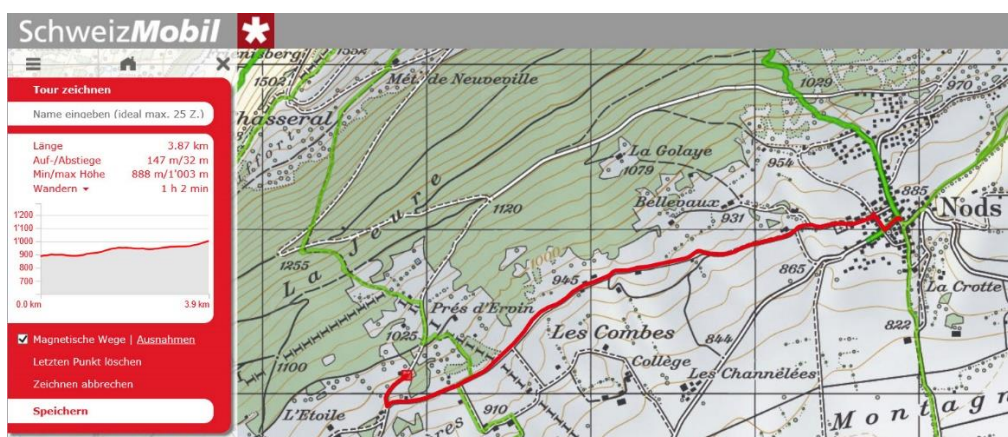 SchweizMobil
Tour zeichnen
Name eingeben (ideal max. 25 Z.)
Länge 3.87 km
Auf-/Abstiege 147 m/32 m
Min/max Höhe 888 m/1'003 m
Wandern 1 h 2 min
1'200
1'100
1'000
900
800
700
0.0 km 3.9 km
Magnetische Wege | Ausnahmen
Letzten Punkt löschen
Zeichnen abbrechen
Speichern
1502
Mét. de Neuveville
1029
970
Chasseral
La Golaye
1079
954
Bellevaux
931
885
Nods
La Jeure
1120
1000
1255
945
865
La Crotte
Prés d'Ervin
822
1025
Les Combes
844
1100
Collège
Les Channêlées
L'Etoile
910
Montagn